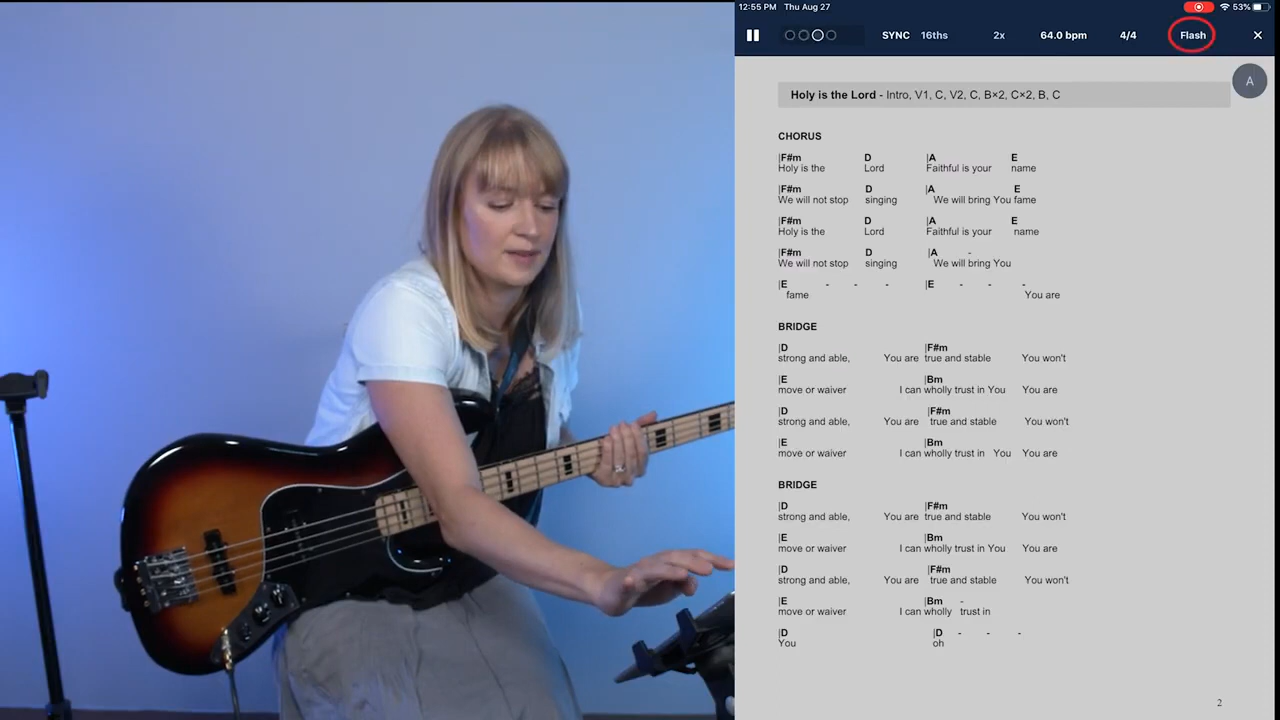 12:55 PM Thu Aug 27 53%
SYNC 16ths 2x 64.0 bpm 4/4 Flash
A
Holy is the Lord - Intro, V1, C, V2, C, B×2, C×2, B, C
CHORUS
|F#m D |A E
Holy is the Lord Faithful is your name
|F#m D |A E
We will not stop singing We will bring You fame
|F#m D |A E
Holy is the Lord Faithful is your name
|F#m D |A -
We will not stop singing We will bring You
|E - - - |E - - -
fame You are
BRIDGE
|D |F#m
strong and able, You are true and stable You won't
|E |Bm
move or waiver I can wholly trust in You You are
|D |F#m
strong and able, You are true and stable You won't
|E |Bm
move or waiver I can wholly trust in You You are
BRIDGE
|D |F#m
strong and able, You are true and stable You won't
|E |Bm
move or waiver I can wholly trust in You You are
|D |F#m
strong and able, You are true and stable You won't
|E |Bm -
move or waiver I can wholly trust in
|D |D - - -
You oh
2